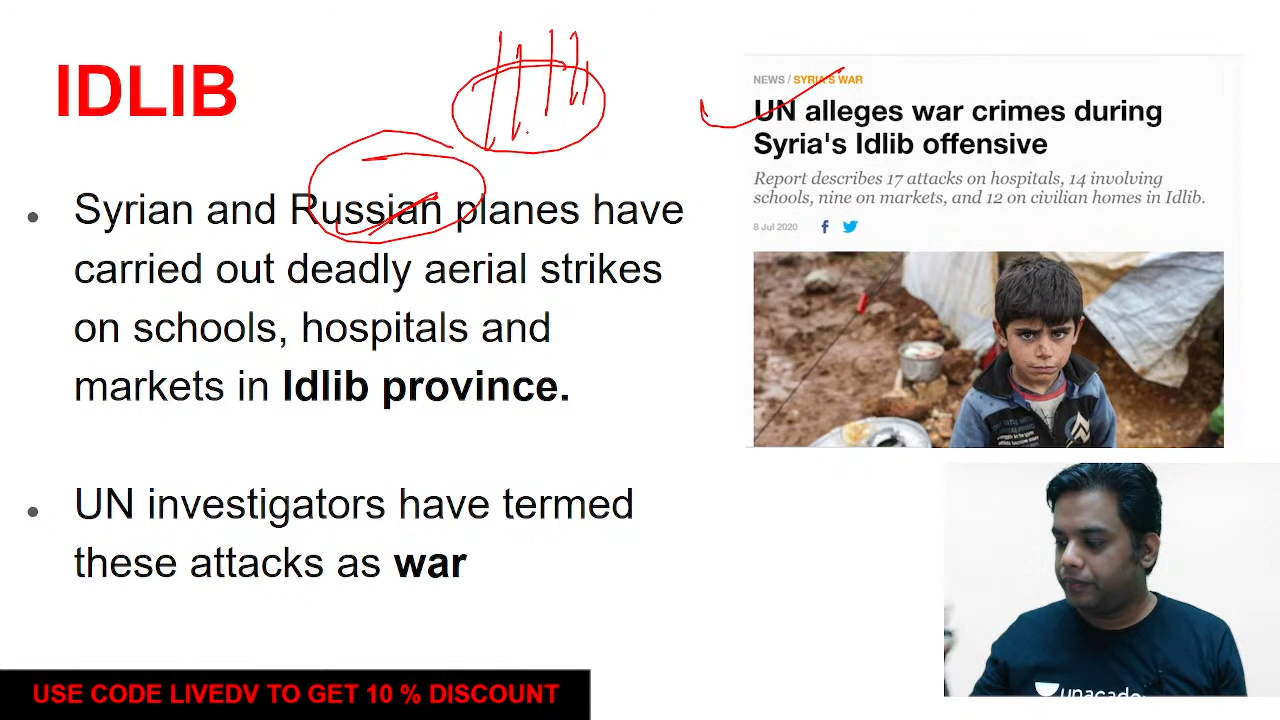 IDLIB
Syrian and Russian planes have
carried out deadly aerial strikes
on schools, hospitals and
markets in Idlib province.
UN investigators have termed
these attacks as war
NEWS / SYRIA'S WAR
UN alleges war crimes during
Syria's Idlib offensive
Report describes 17 attacks on hospitals, 14 involving
schools, nine on markets, and 12 on civilian homes in Idlib.
8 Jul 2020
USE CODE LIVEDV TO GET 10 % DISCOUNT